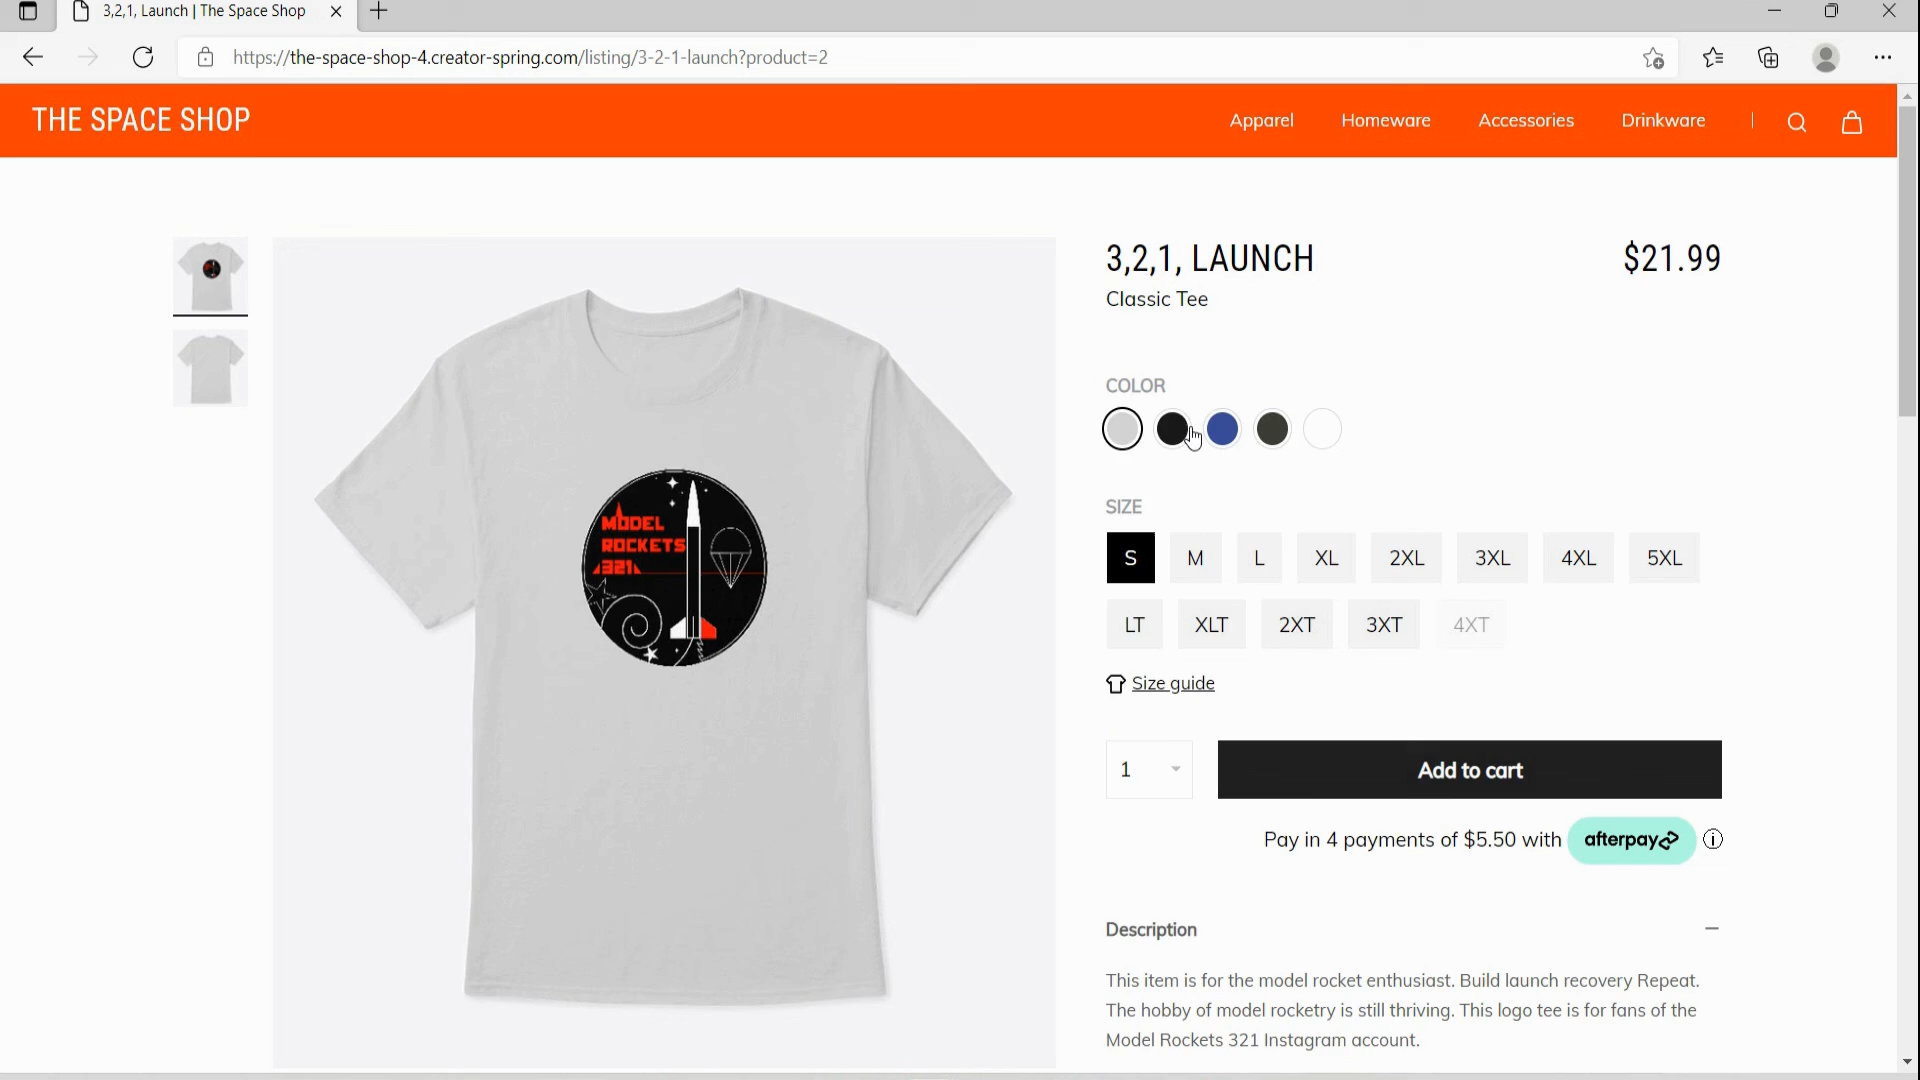 3,2,1, Launch | The Space Shop
https://the-space-shop-4.creator-spring.com/listing/3-2-1-launch?product=2
THE SPACE SHOP
Apparel
Homeware
Accessories
Drinkware
3,2,1, LAUNCH
$21.99
Classic Tee
COLOR
MODEL
ROCKETS
321
SIZE
S M L XL 2XL 3XL 4XL 5XL
LT XLT 2XT 3XT 4XT
Size guide
1
Add to cart
Pay in 4 payments of $5.50 with afterpay
Description
This item is for the model rocket enthusiast. Build launch recovery Repeat.
The hobby of model rocketry is still thriving. This logo tee is for fans of the
Model Rockets 321 Instagram account.